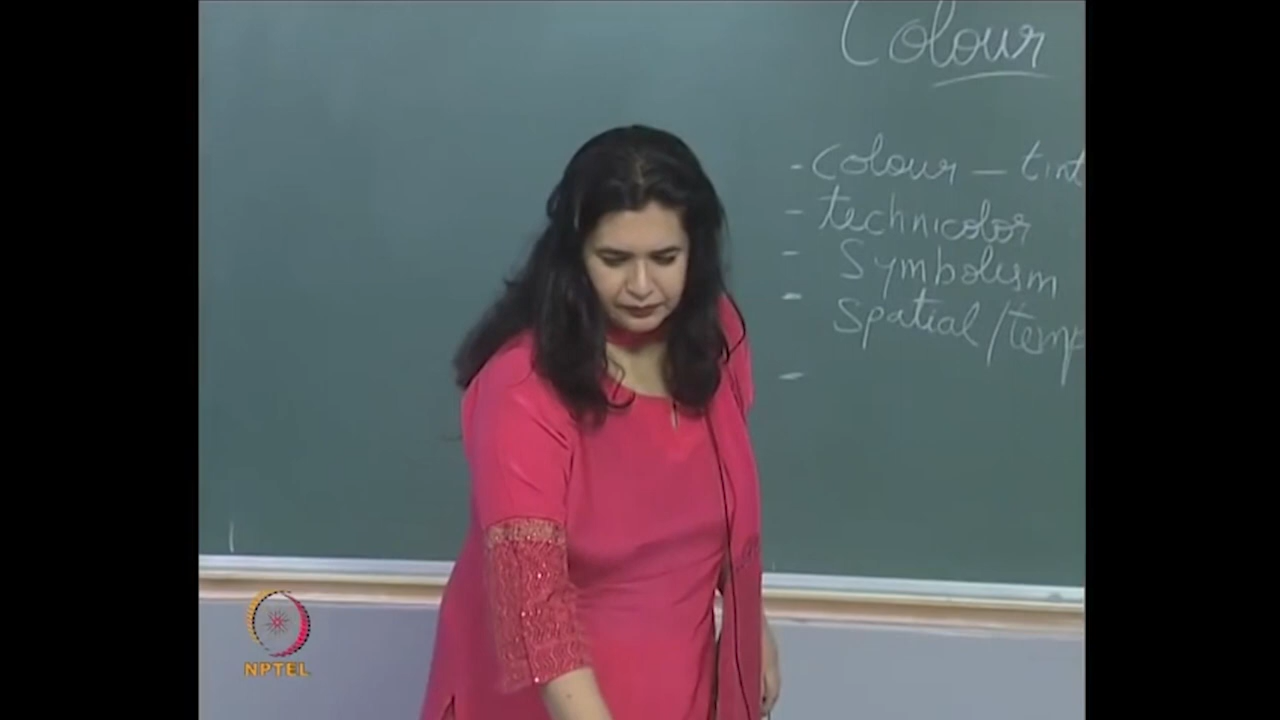 Colour
- Colour — tint
- technicolor
- Symbolism
- Spatial/temp
-
NPTEL